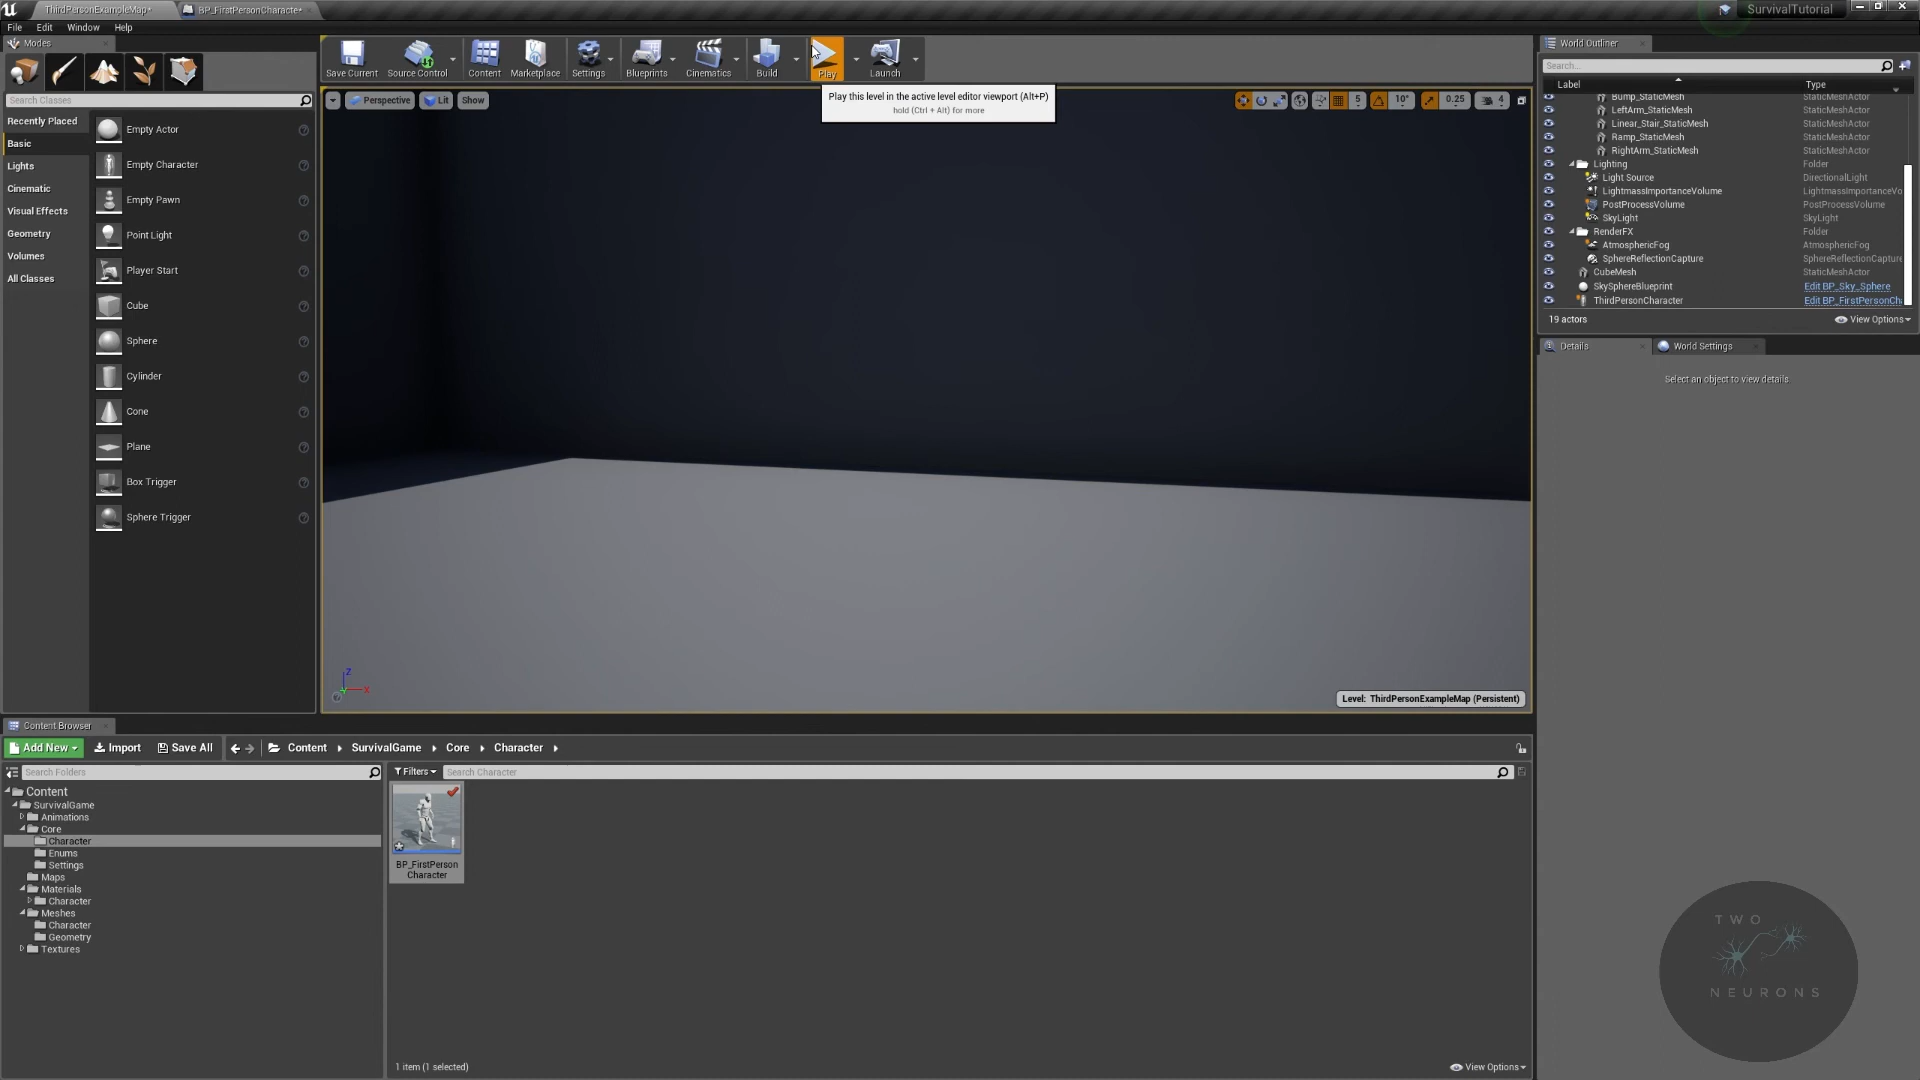 ThirdPersonExampleMap*
BP_FirstPersonCharacte*
SurvivalTutorial
File Edit Window Help
Modes
Save Current
Source Control
Content
Marketplace
Settings
Blueprints
Cinematics
Build
Play
Launch
Play this level in the active level editor viewport (Alt+P)
hold (Ctrl + Alt) for more
Search Classes
Recently Placed
Basic
Lights
Cinematic
Visual Effects
Geometry
Volumes
All Classes
Empty Actor
Empty Character
Empty Pawn
Point Light
Player Start
Cube
Sphere
Cylinder
Cone
Plane
Box Trigger
Sphere Trigger
Perspective
Lit
Show
5
10°
0.25
4
Z
X
Level: ThirdPersonExampleMap (Persistent)
World Outliner
Search...
Label Type
Bump_StaticMesh StaticMeshActor
LeftArm_StaticMesh StaticMeshActor
Linear_Stair_StaticMesh StaticMeshActor
Ramp_StaticMesh StaticMeshActor
RightArm_StaticMesh StaticMeshActor
Lighting Folder
Light Source DirectionalLight
LightmassImportanceVolume LightmassImportanceVo
PostProcessVolume PostProcessVolume
SkyLight SkyLight
RenderFX Folder
AtmosphericFog AtmosphericFog
SphereReflectionCapture SphereReflectionCapture
CubeMesh StaticMeshActor
SkySphereBlueprint Edit BP_Sky_Sphere
ThirdPersonCharacter Edit BP_FirstPersonCh
19 actors
View Options
Details
World Settings
Select an object to view details
Content Browser
Add New
Import
Save All
Content
SurvivalGame
Core
Character
Search Folders
Filters
Search Character
Content
SurvivalGame
Animations
Core
Character
Enums
Settings
Maps
Materials
Character
Meshes
Character
Geometry
Textures
BP_FirstPerson
Character
1 item (1 selected)
View Options
TWO
NEURONS